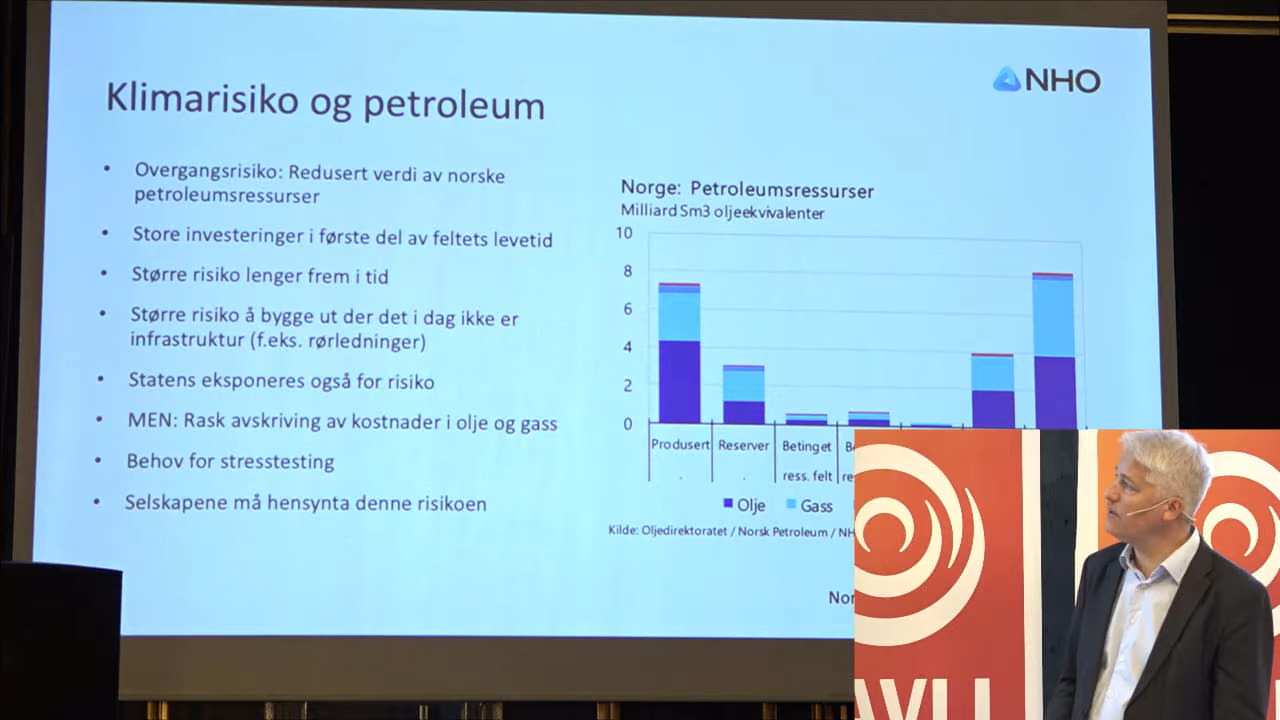 Klimarisiko og petroleum
NHO
• Overgangsrisiko: Redusert verdi av norske
petroleumsressurser
• Store investeringer i første del av feltets levetid
• Større risiko lenger frem i tid
• Større risiko å bygge ut der det i dag ikke er
infrastruktur (f.eks. rørledninger)
• Statens eksponeres også for risiko
• MEN: Rask avskriving av kostnader i olje og gass
• Behov for stresstesting
• Selskapene må hensynta denne risikoen
Norge: Petroleumsressurser
Milliard Sm3 oljeekvivalenter
10
8
6
4
2
0
Produsert Reserver Betinget
ress. felt
Olje Gass
Kilde: Oljedirektoratet / Norsk Petroleum / NH